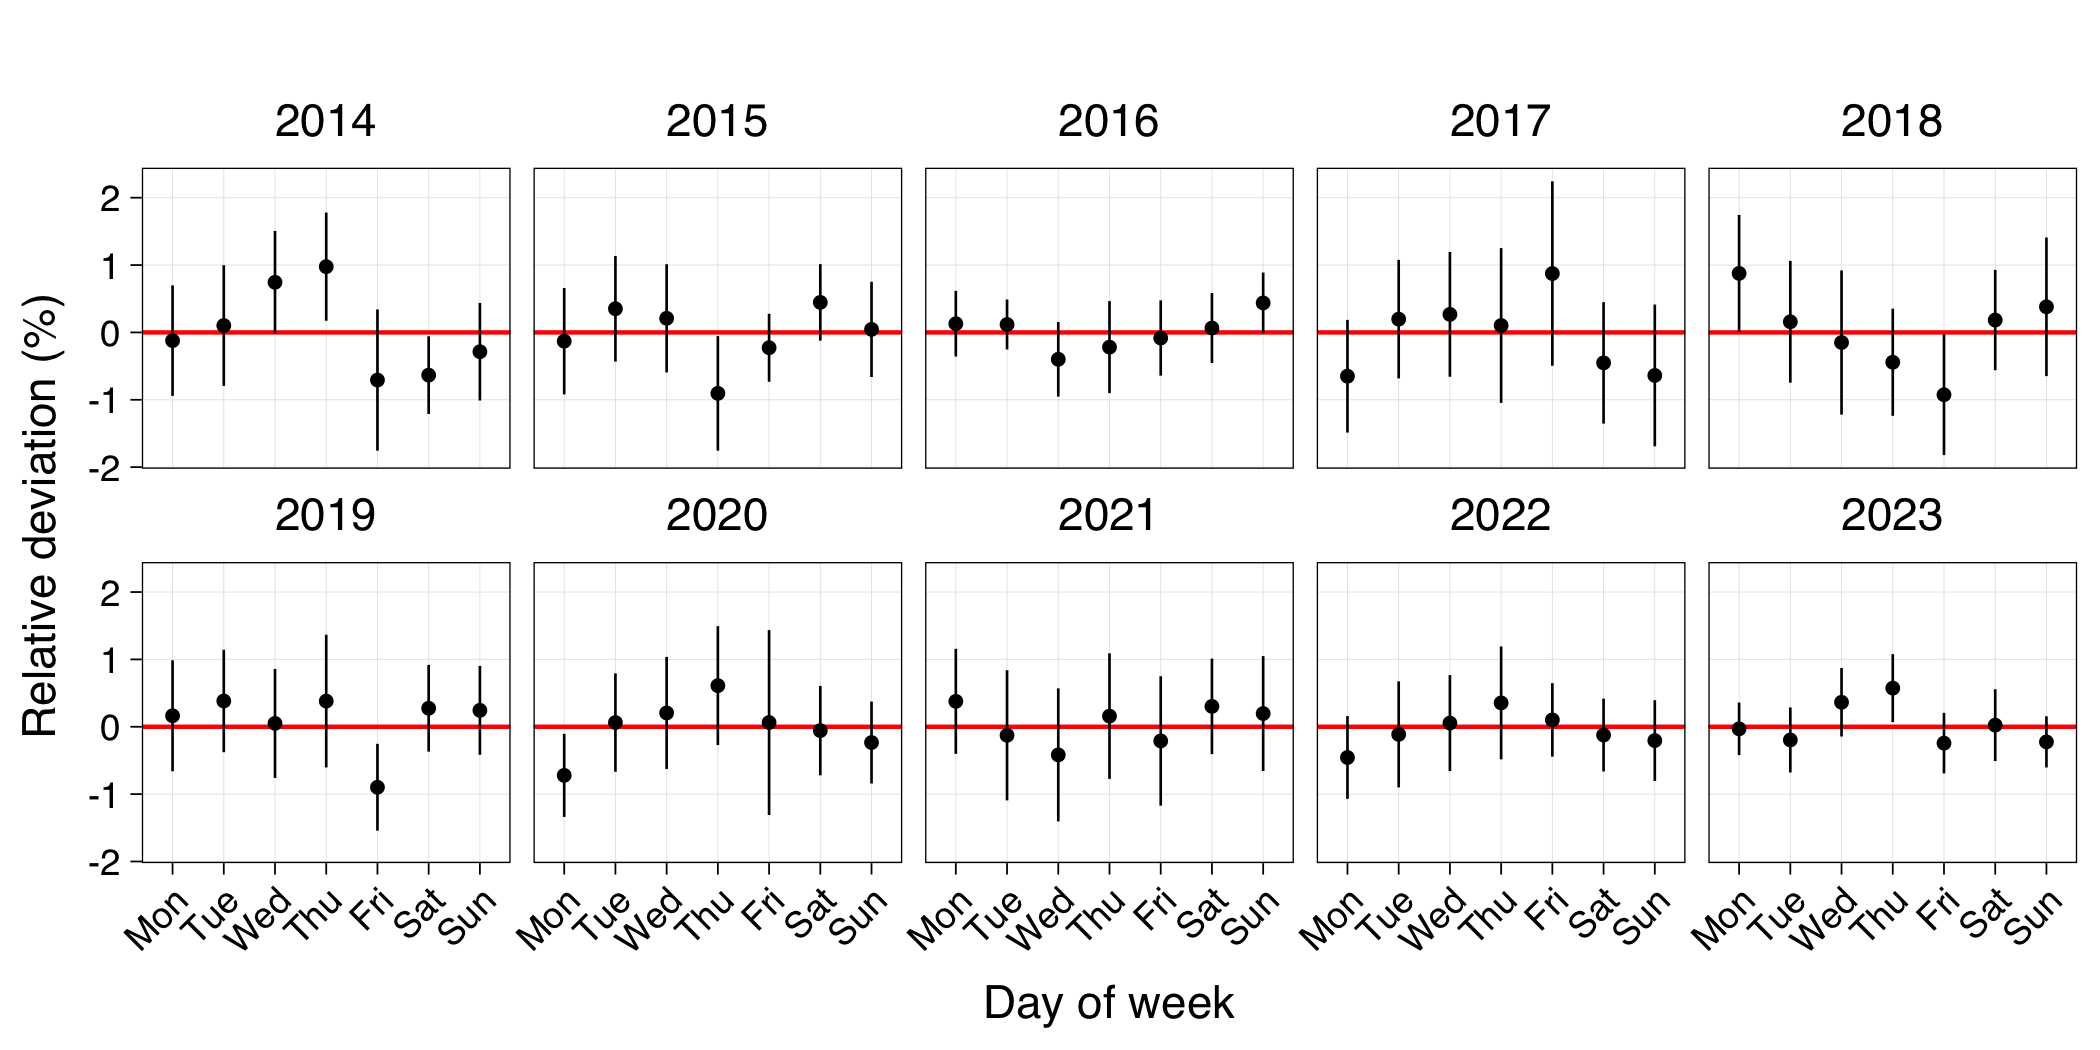 2014 2015 2016 2017 2018
2
1
0
-1
-2
Relative deviation (%)
2019 2020 2021 2022 2023
2
1
0
-1
-2
Mon Tue Wed Thu Fri Sat Sun Mon Tue Wed Thu Fri Sat Sun Mon Tue Wed Thu Fri Sat Sun Mon Tue Wed Thu Fri Sat Sun Mon Tue Wed Thu Fri Sat Sun
Day of week